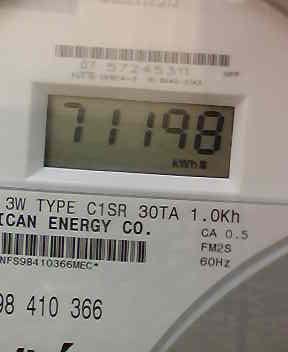 07 57245311
71198
kWh
3W TYPE C1SR 30TA 1.0Kh
ICAN ENERGY CO.
CA 0.5
FM2S
NFS98410366MEC*
60Hz
98 410 366